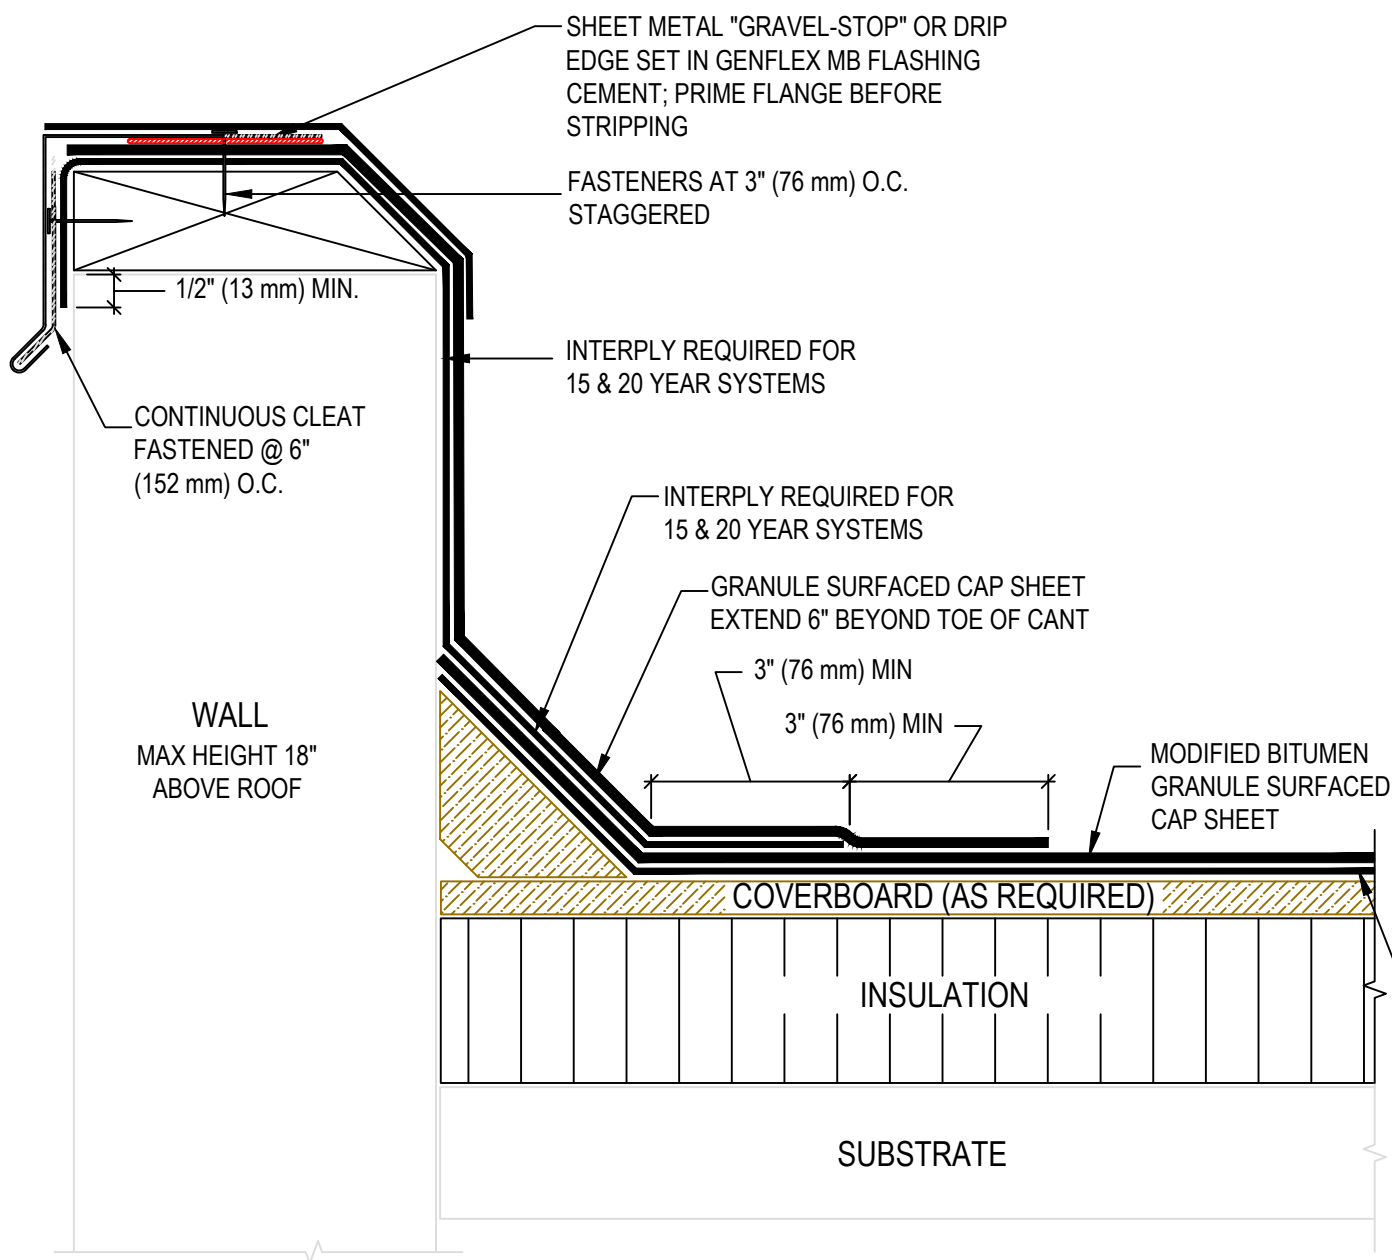 SHEET METAL "GRAVEL-STOP" OR DRIP
EDGE SET IN GENFLEX MB FLASHING
CEMENT; PRIME FLANGE BEFORE
STRIPPING
FASTENERS AT 3" (76 mm) O.C.
STAGGERED
1/2" (13 mm) MIN.
INTERPLY REQUIRED FOR
15 & 20 YEAR SYSTEMS
CONTINUOUS CLEAT
FASTENED @ 6"
(152 mm) O.C.
INTERPLY REQUIRED FOR
15 & 20 YEAR SYSTEMS
GRANULE SURFACED CAP SHEET
EXTEND 6" BEYOND TOE OF CANT
3" (76 mm) MIN
3" (76 mm) MIN
WALL
MAX HEIGHT 18"
ABOVE ROOF
MODIFIED BITUMEN
GRANULE SURFACED
CAP SHEET
COVERBOARD (AS REQUIRED)
INSULATION
SUBSTRATE